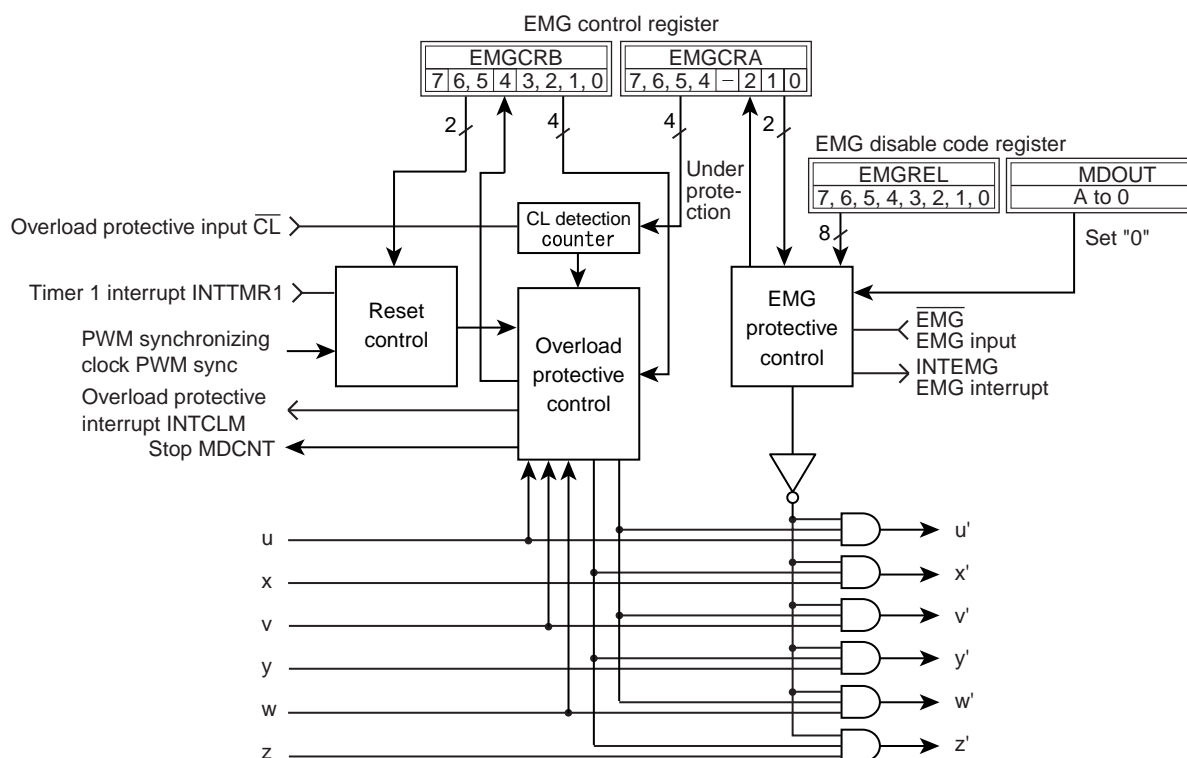 EMG control register
EMGCRB
7 6, 5 4 3, 2, 1, 0
EMGCRA
7, 6, 5, 4 − 2 1 0
2
4
4
2
Under
prote-
ction
EMG disable code register
EMGREL
7, 6, 5, 4, 3, 2, 1, 0
MDOUT
A to 0
8
Set "0"
Overload protective input C̅L̅
CL detection
counter
Timer 1 interrupt INTTMR1
Reset
control
PWM synchronizing
clock PWM sync
Overload
protective
control
EMG
protective
control
E̅M̅G̅
EMG input
INTEMG
EMG interrupt
Overload protective
interrupt INTCLM
Stop MDCNT
u
u'
x
x'
v
v'
y
y'
w
w'
z
z'